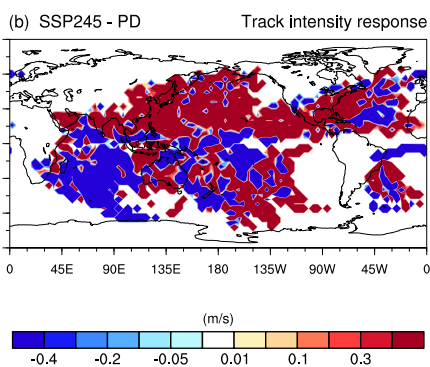 (b) SSP245 - PD Track intensity response
0 45E 90E 135E 180 135W 90W 45W 0
(m/s)
-0.4 -0.2 -0.05 0.01 0.1 0.3